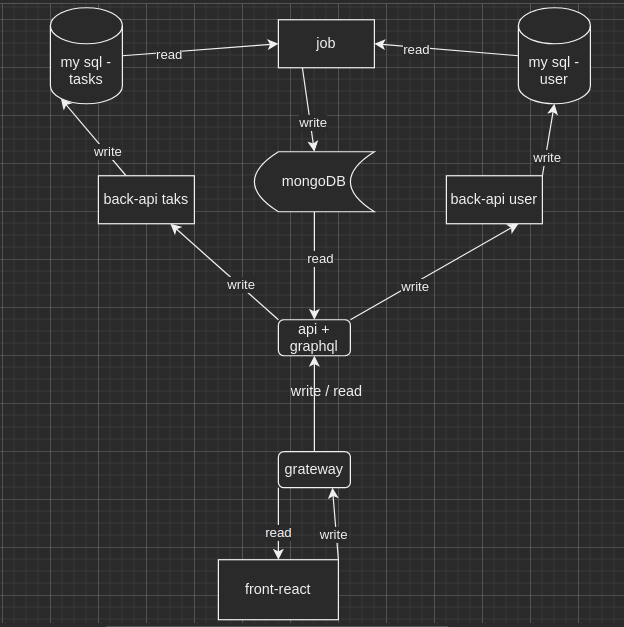 my sql -
tasks
read
job
read
my sql -
user
write
write
write
back-api taks
mongoDB
back-api user
read
write
write
api +
graphql
write / read
grateway
read
write
front-react